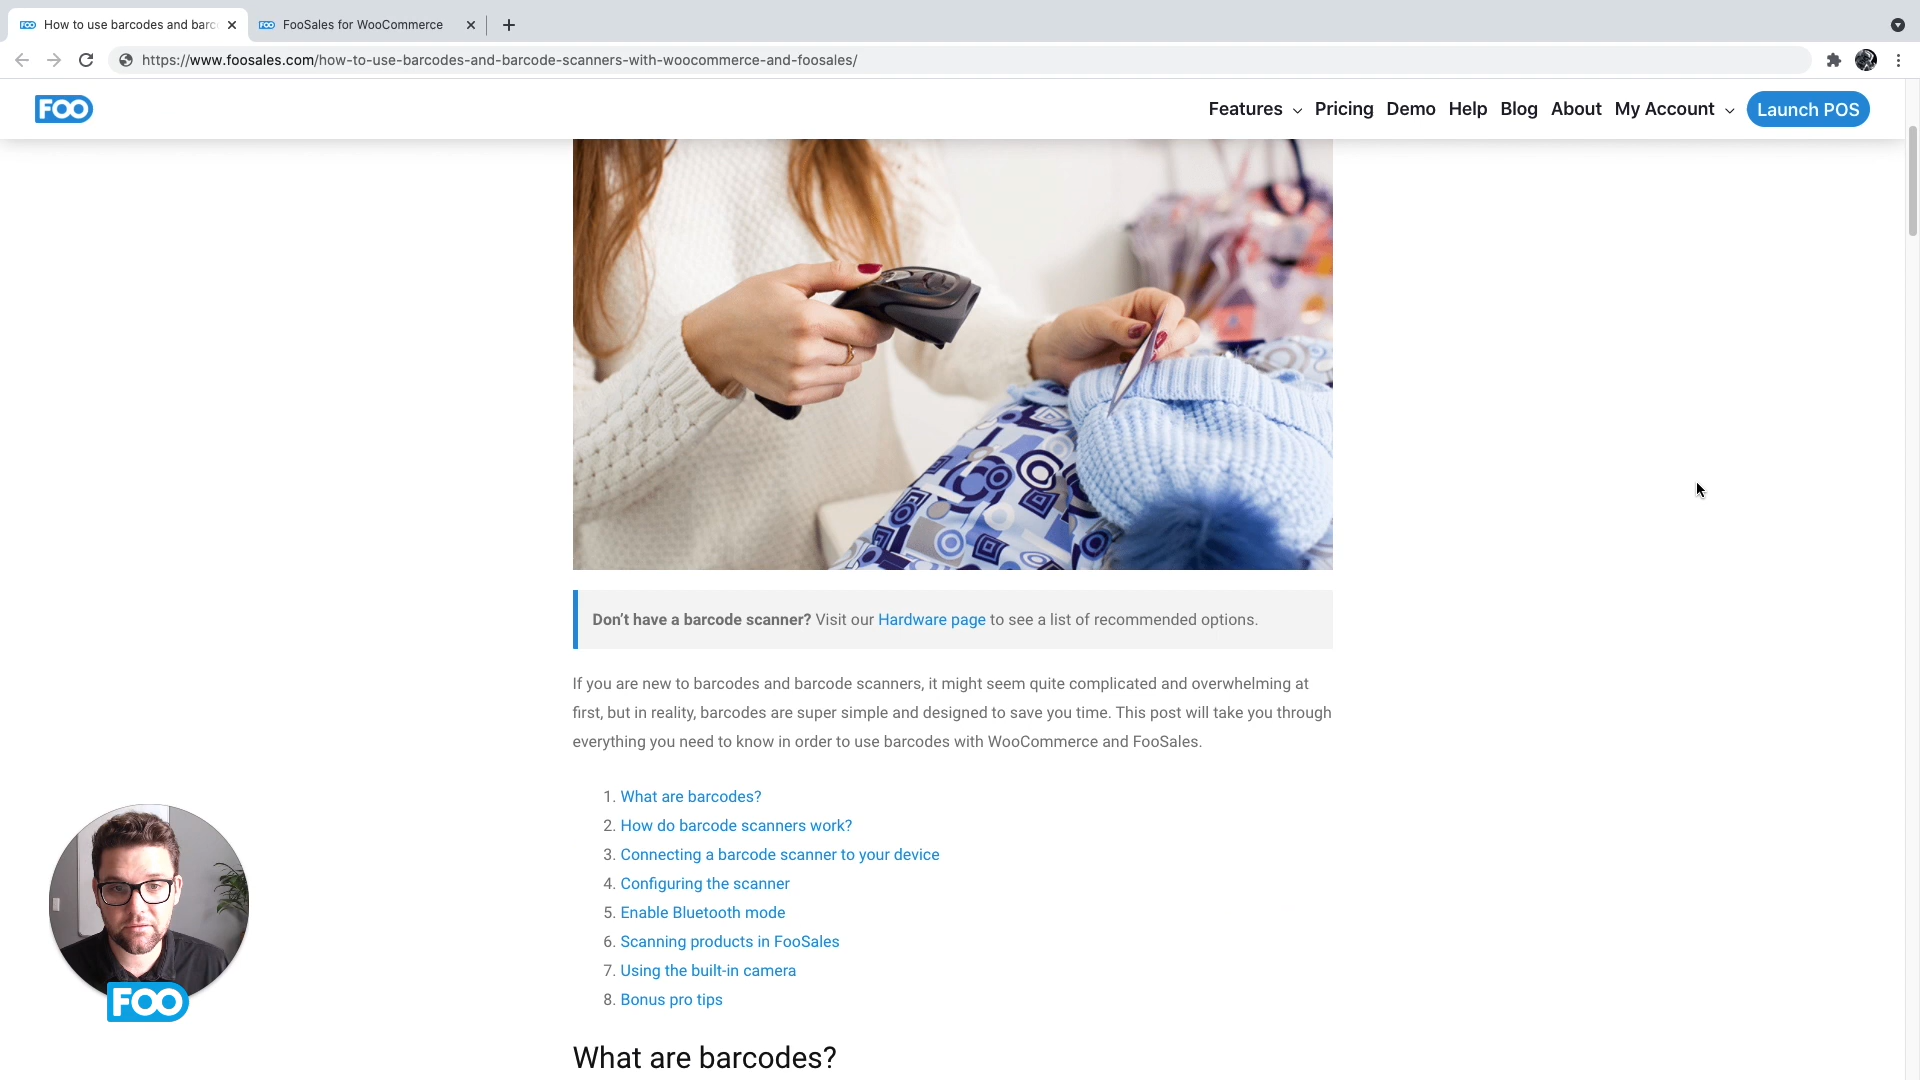 How to use barcodes and barc
FooSales for WooCommerce
https://www.foosales.com/how-to-use-barcodes-and-barcode-scanners-with-woocommerce-and-foosales/
FOO
Features Pricing Demo Help Blog About My Account Launch POS
Don’t have a barcode scanner? Visit our Hardware page to see a list of recommended options.
If you are new to barcodes and barcode scanners, it might seem quite complicated and overwhelming at
first, but in reality, barcodes are super simple and designed to save you time. This post will take you through
everything you need to know in order to use barcodes with WooCommerce and FooSales.
1. What are barcodes?
2. How do barcode scanners work?
3. Connecting a barcode scanner to your device
4. Configuring the scanner
5. Enable Bluetooth mode
6. Scanning products in FooSales
7. Using the built-in camera
8. Bonus pro tips
FOO
What are barcodes?